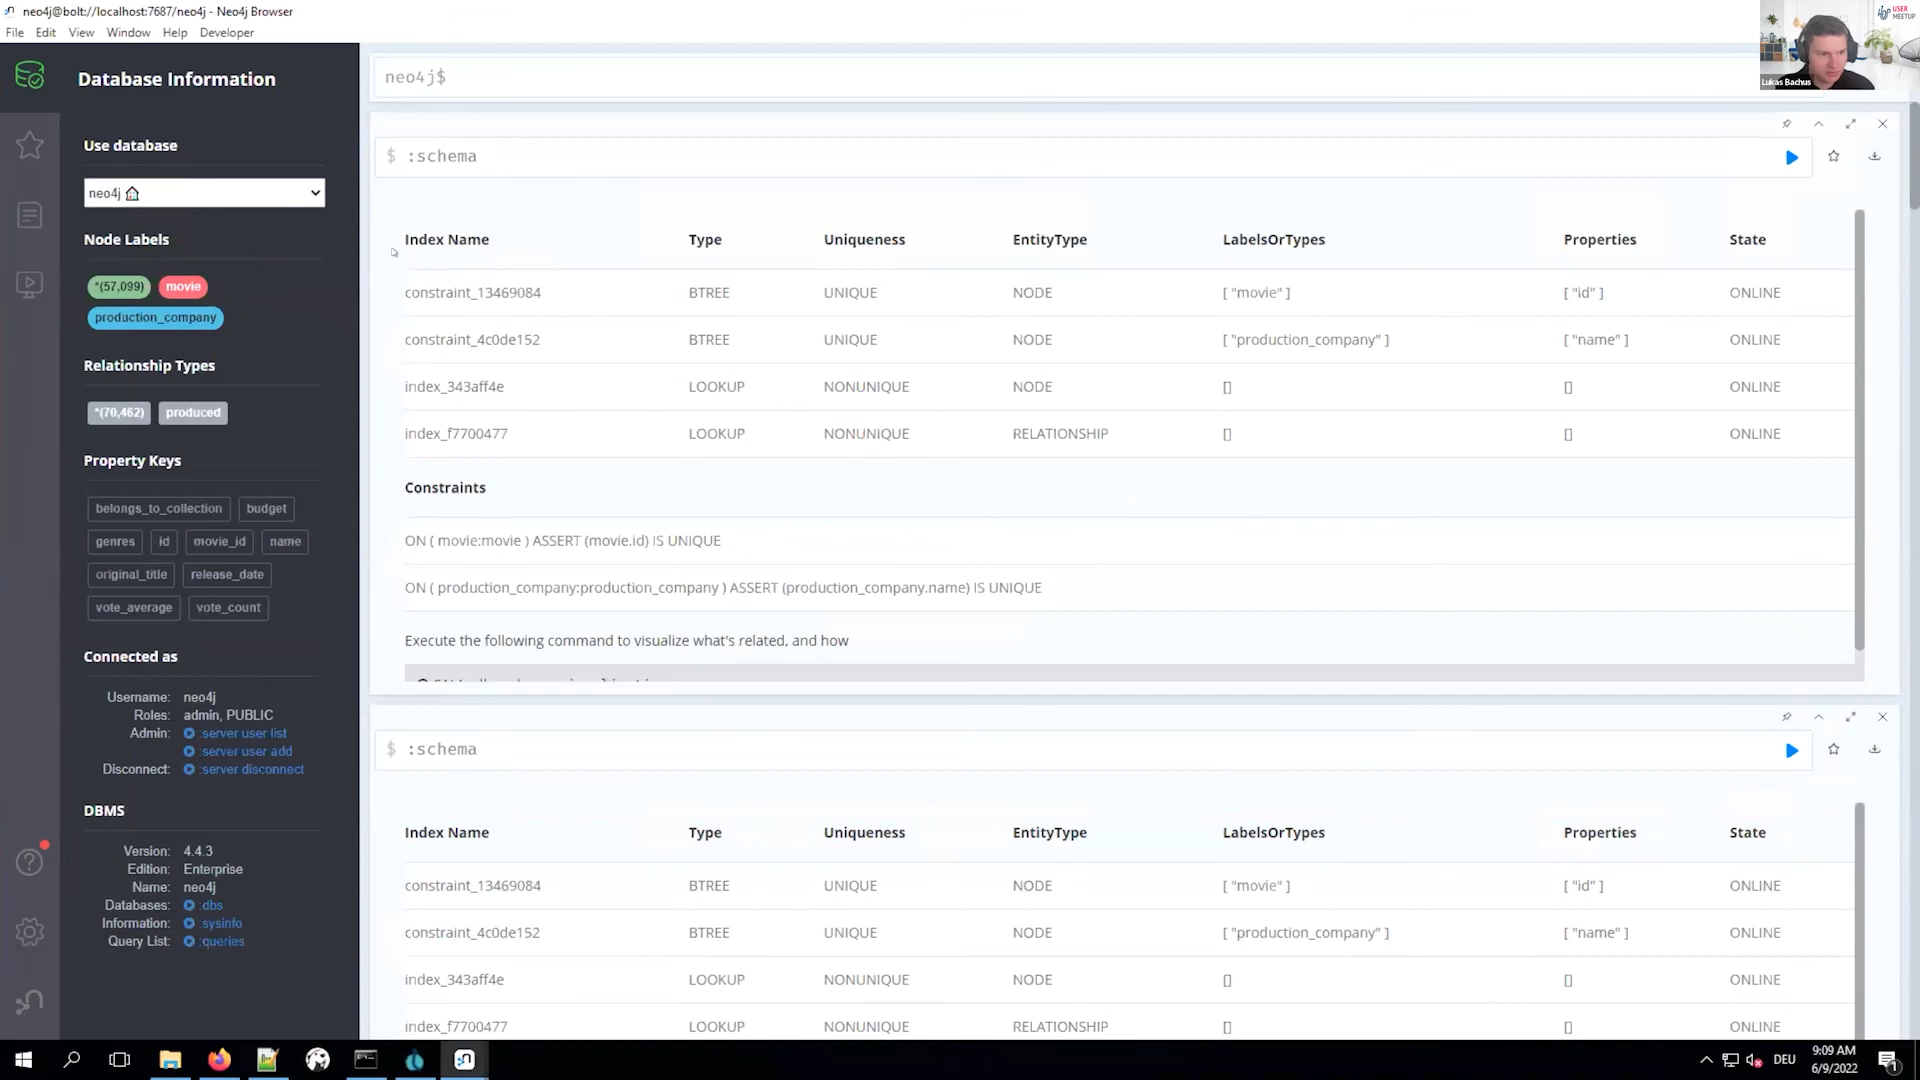 neo4j@bolt://localhost:7687/neo4j - Neo4j Browser
File Edit View Window Help Developer
USER
MEETUP
Lukas Bachus
Database Information
Use database
neo4j
Node Labels
*(57,099) movie
production_company
Relationship Types
*(70,462) produced
Property Keys
belongs_to_collection budget
genres id movie_id name
original_title release_date
vote_average vote_count
Connected as
Username: neo4j
Roles: admin, PUBLIC
Admin: :server user list
:server user add
Disconnect: :server disconnect
DBMS
Version: 4.4.3
Edition: Enterprise
Name: neo4j
Databases: :dbs
Information: :sysinfo
Query List: :queries
neo4j$
$ :schema
Index Name Type Uniqueness EntityType LabelsOrTypes Properties State
constraint_13469084 BTREE UNIQUE NODE [ "movie" ] [ "id" ] ONLINE
constraint_4c0de152 BTREE UNIQUE NODE [ "production_company" ] [ "name" ] ONLINE
index_343aff4e LOOKUP NONUNIQUE NODE [] [] ONLINE
index_f7700477 LOOKUP NONUNIQUE RELATIONSHIP [] [] ONLINE
Constraints
ON ( movie:movie ) ASSERT (movie.id) IS UNIQUE
ON ( production_company:production_company ) ASSERT (production_company.name) IS UNIQUE
Execute the following command to visualize what's related, and how
$ :schema
Index Name Type Uniqueness EntityType LabelsOrTypes Properties State
constraint_13469084 BTREE UNIQUE NODE [ "movie" ] [ "id" ] ONLINE
constraint_4c0de152 BTREE UNIQUE NODE [ "production_company" ] [ "name" ] ONLINE
index_343aff4e LOOKUP NONUNIQUE NODE [] [] ONLINE
index_f7700477 LOOKUP NONUNIQUE RELATIONSHIP [] [] ONLINE
DEU
9:09 AM
6/9/2022
1